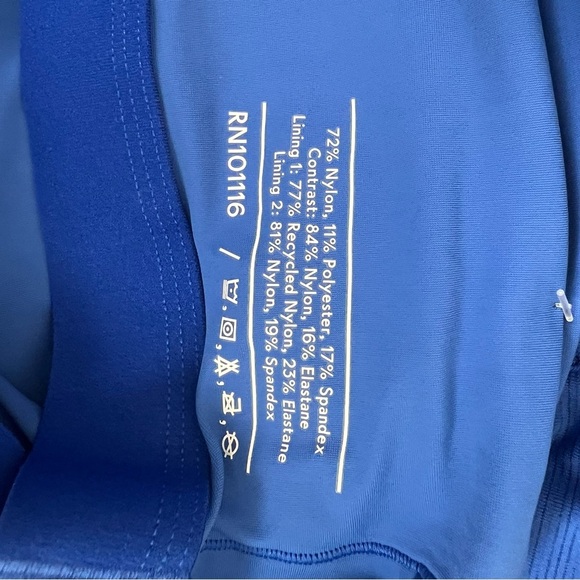 72% Nylon, 11% Polyester, 17% Spandex
Contrast: 84% Nylon, 16% Elastane
Lining 1: 77% Recycled Nylon, 23% Elastane
Lining 2: 81% Nylon, 19% Spandex
RN101116 /